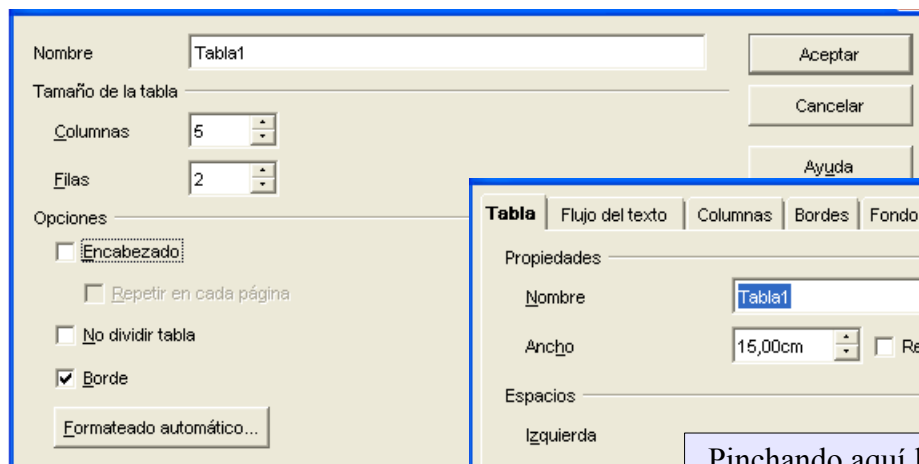 Nombre Tabla1 Aceptar
Tamaño de la tabla
Cancelar
Columnas 5
Ayuda
Filas 2
Opciones
Encabezado
Repetir en cada página
No dividir tabla
Borde
Formateado automático...
Tabla Flujo del texto Columnas Bordes Fondo
Propiedades
Nombre Tabla1
Ancho 15,00cm
Espacios
Izquierda
Pinchando aquí